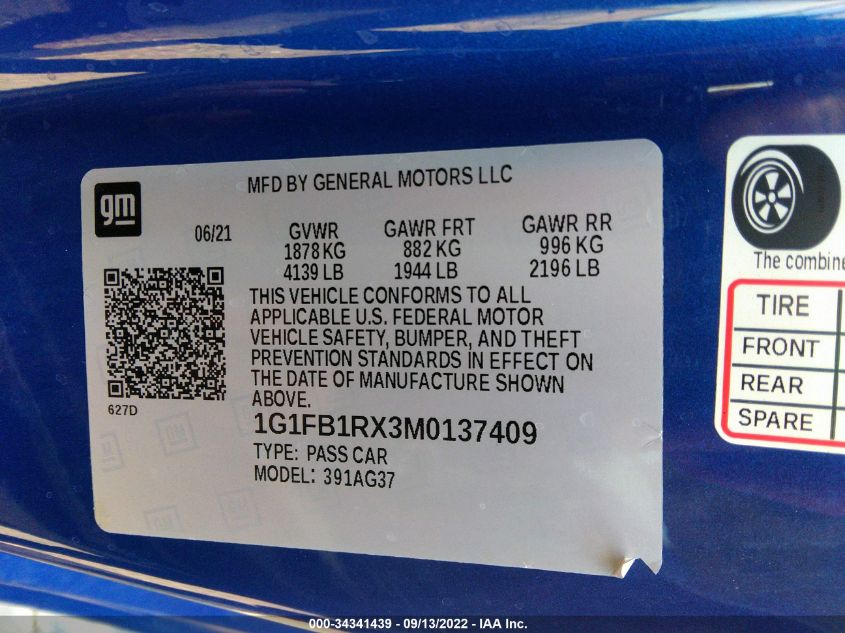 MFD BY GENERAL MOTORS LLC
gm
06/21
GVWR GAWR FRT GAWR RR
1878 KG 882 KG 996 KG
4139 LB 1944 LB 2196 LB
THIS VEHICLE CONFORMS TO ALL
APPLICABLE U.S. FEDERAL MOTOR
VEHICLE SAFETY, BUMPER, AND THEFT
PREVENTION STANDARDS IN EFFECT ON
THE DATE OF MANUFACTURE SHOWN
ABOVE.
627D
1G1FB1RX3M0137409
TYPE: PASS CAR
MODEL: 391AG37
The combine
TIRE
FRONT
REAR
SPARE
000-34341439 - 09/13/2022 - IAA Inc.